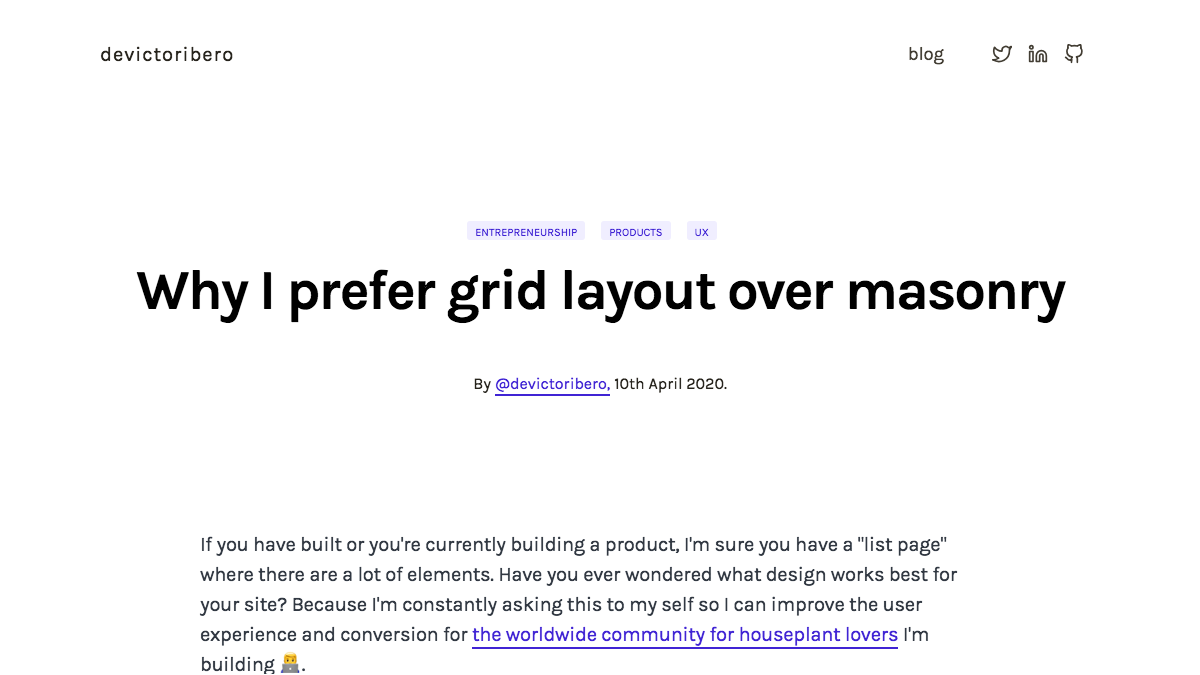 devictoribero
blog
ENTREPRENEURSHIP PRODUCTS UX
Why I prefer grid layout over masonry
By @devictoribero, 10th April 2020.
If you have built or you're currently building a product, I'm sure you have a "list page"
where there are a lot of elements. Have you ever wondered what design works best for
your site? Because I'm constantly asking this to my self so I can improve the user
experience and conversion for the worldwide community for houseplant lovers I'm
building 👨‍💻.